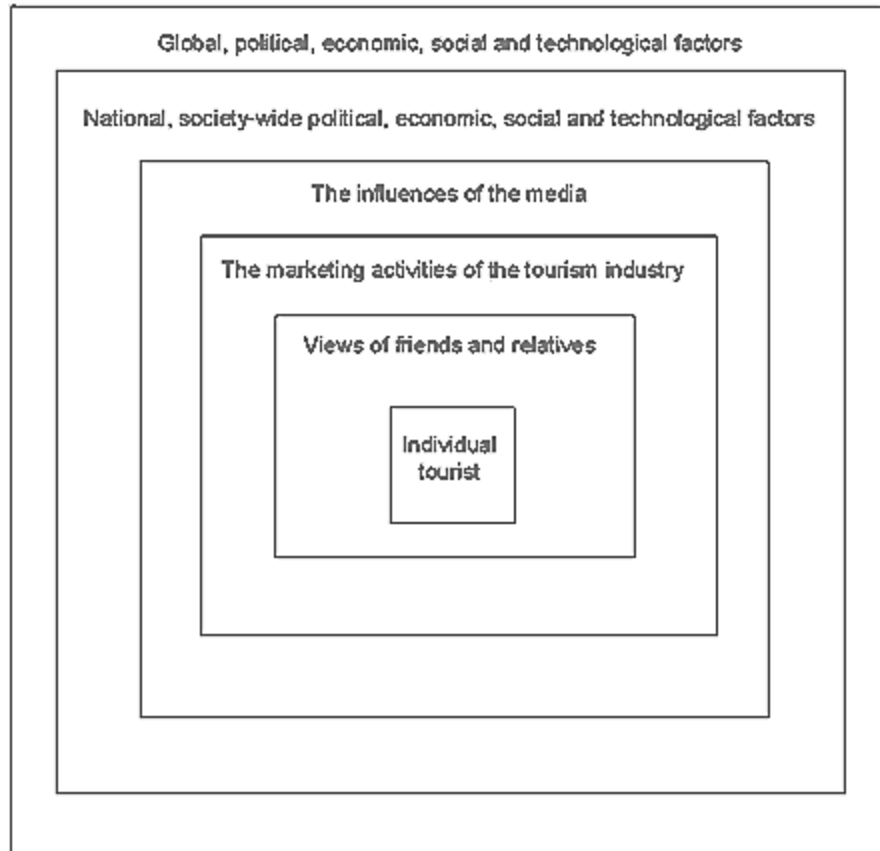 Global, political, economic, social and technological factors
National, society-wide political, economic, social and technological factors
The influences of the media
The marketing activities of the tourism industry
Views of friends and relatives
Individual
tourist